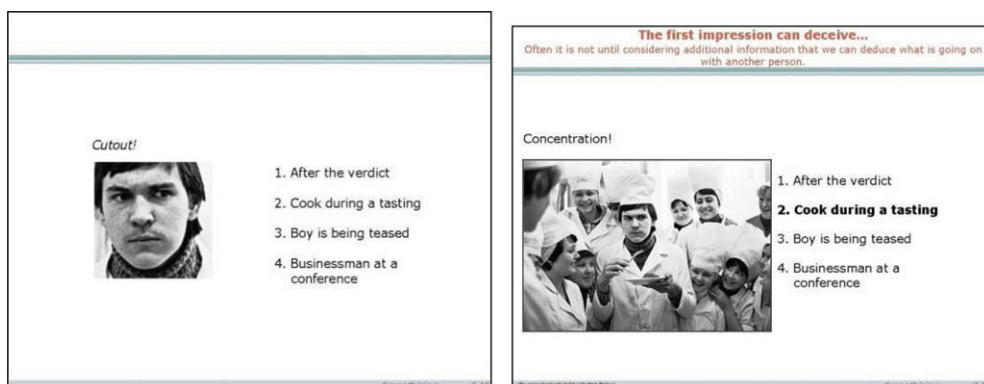 Cutout!
1. After the verdict
2. Cook during a tasting
3. Boy is being teased
4. Businessman at a
conference
The first impression can deceive...
Often it is not until considering additional information that we can deduce what is going on
with another person.
Concentration!
1. After the verdict
2. Cook during a tasting
3. Boy is being teased
4. Businessman at a
conference